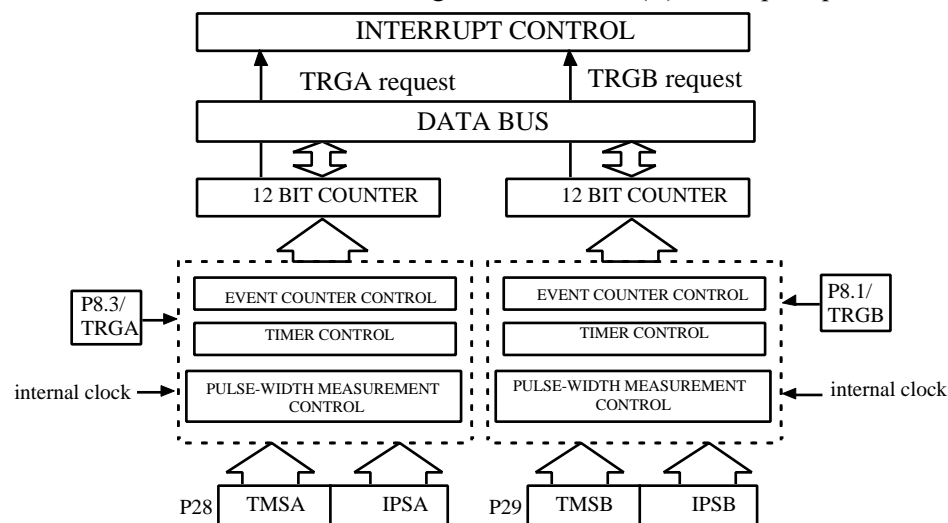 INTERRUPT CONTROL
TRGA request
TRGB request
DATA BUS
12 BIT COUNTER
12 BIT COUNTER
EVENT COUNTER CONTROL
EVENT COUNTER CONTROL
P8.3/
TRGA
P8.1/
TRGB
TIMER CONTROL
TIMER CONTROL
internal clock
PULSE-WIDTH MEASUREMENT
CONTROL
PULSE-WIDTH MEASUREMENT
CONTROL
internal clock
P28
TMSA
IPSA
P29
TMSB
IPSB